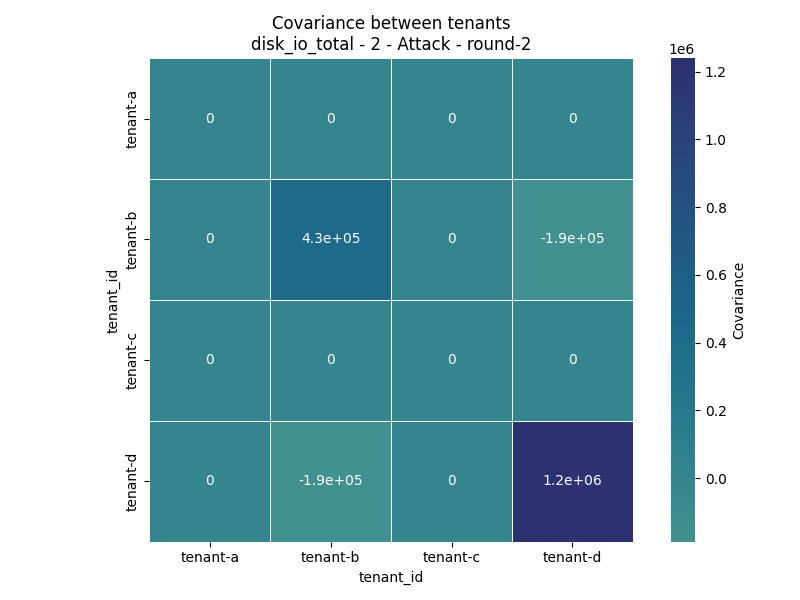 Covariance between tenants
disk_io_total - 2 - Attack - round-2
1e6
tenant-a
0 0 0 0
1.2
1.0
tenant-b
0 4.3e+05 0 -1.9e+05
0.8
0.6
tenant_id
Covariance
0.4
tenant-c
0 0 0 0
0.2
0.0
tenant-d
0 -1.9e+05 0 1.2e+06
tenant-a tenant-b tenant-c tenant-d
tenant_id